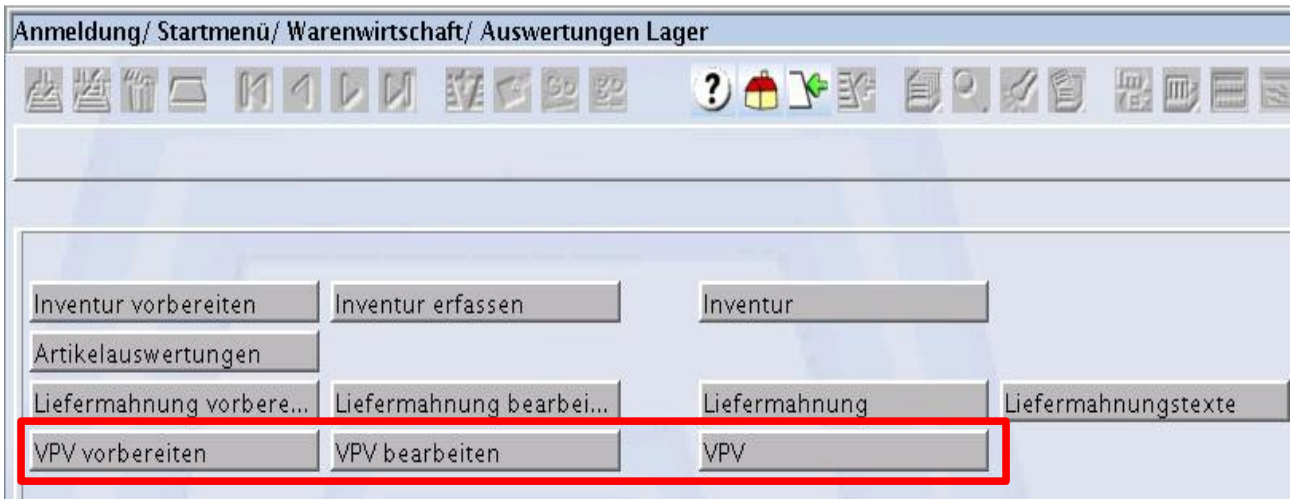 Anmeldung/ Startmenü/ Warenwirtschaft/ Auswertungen Lager
?
Inventur vorbereiten Inventur erfassen Inventur
Artikelauswertungen
Liefermahnung vorbere... Liefermahnung bearbei... Liefermahnung Liefermahnungstexte
VPV vorbereiten VPV bearbeiten VPV